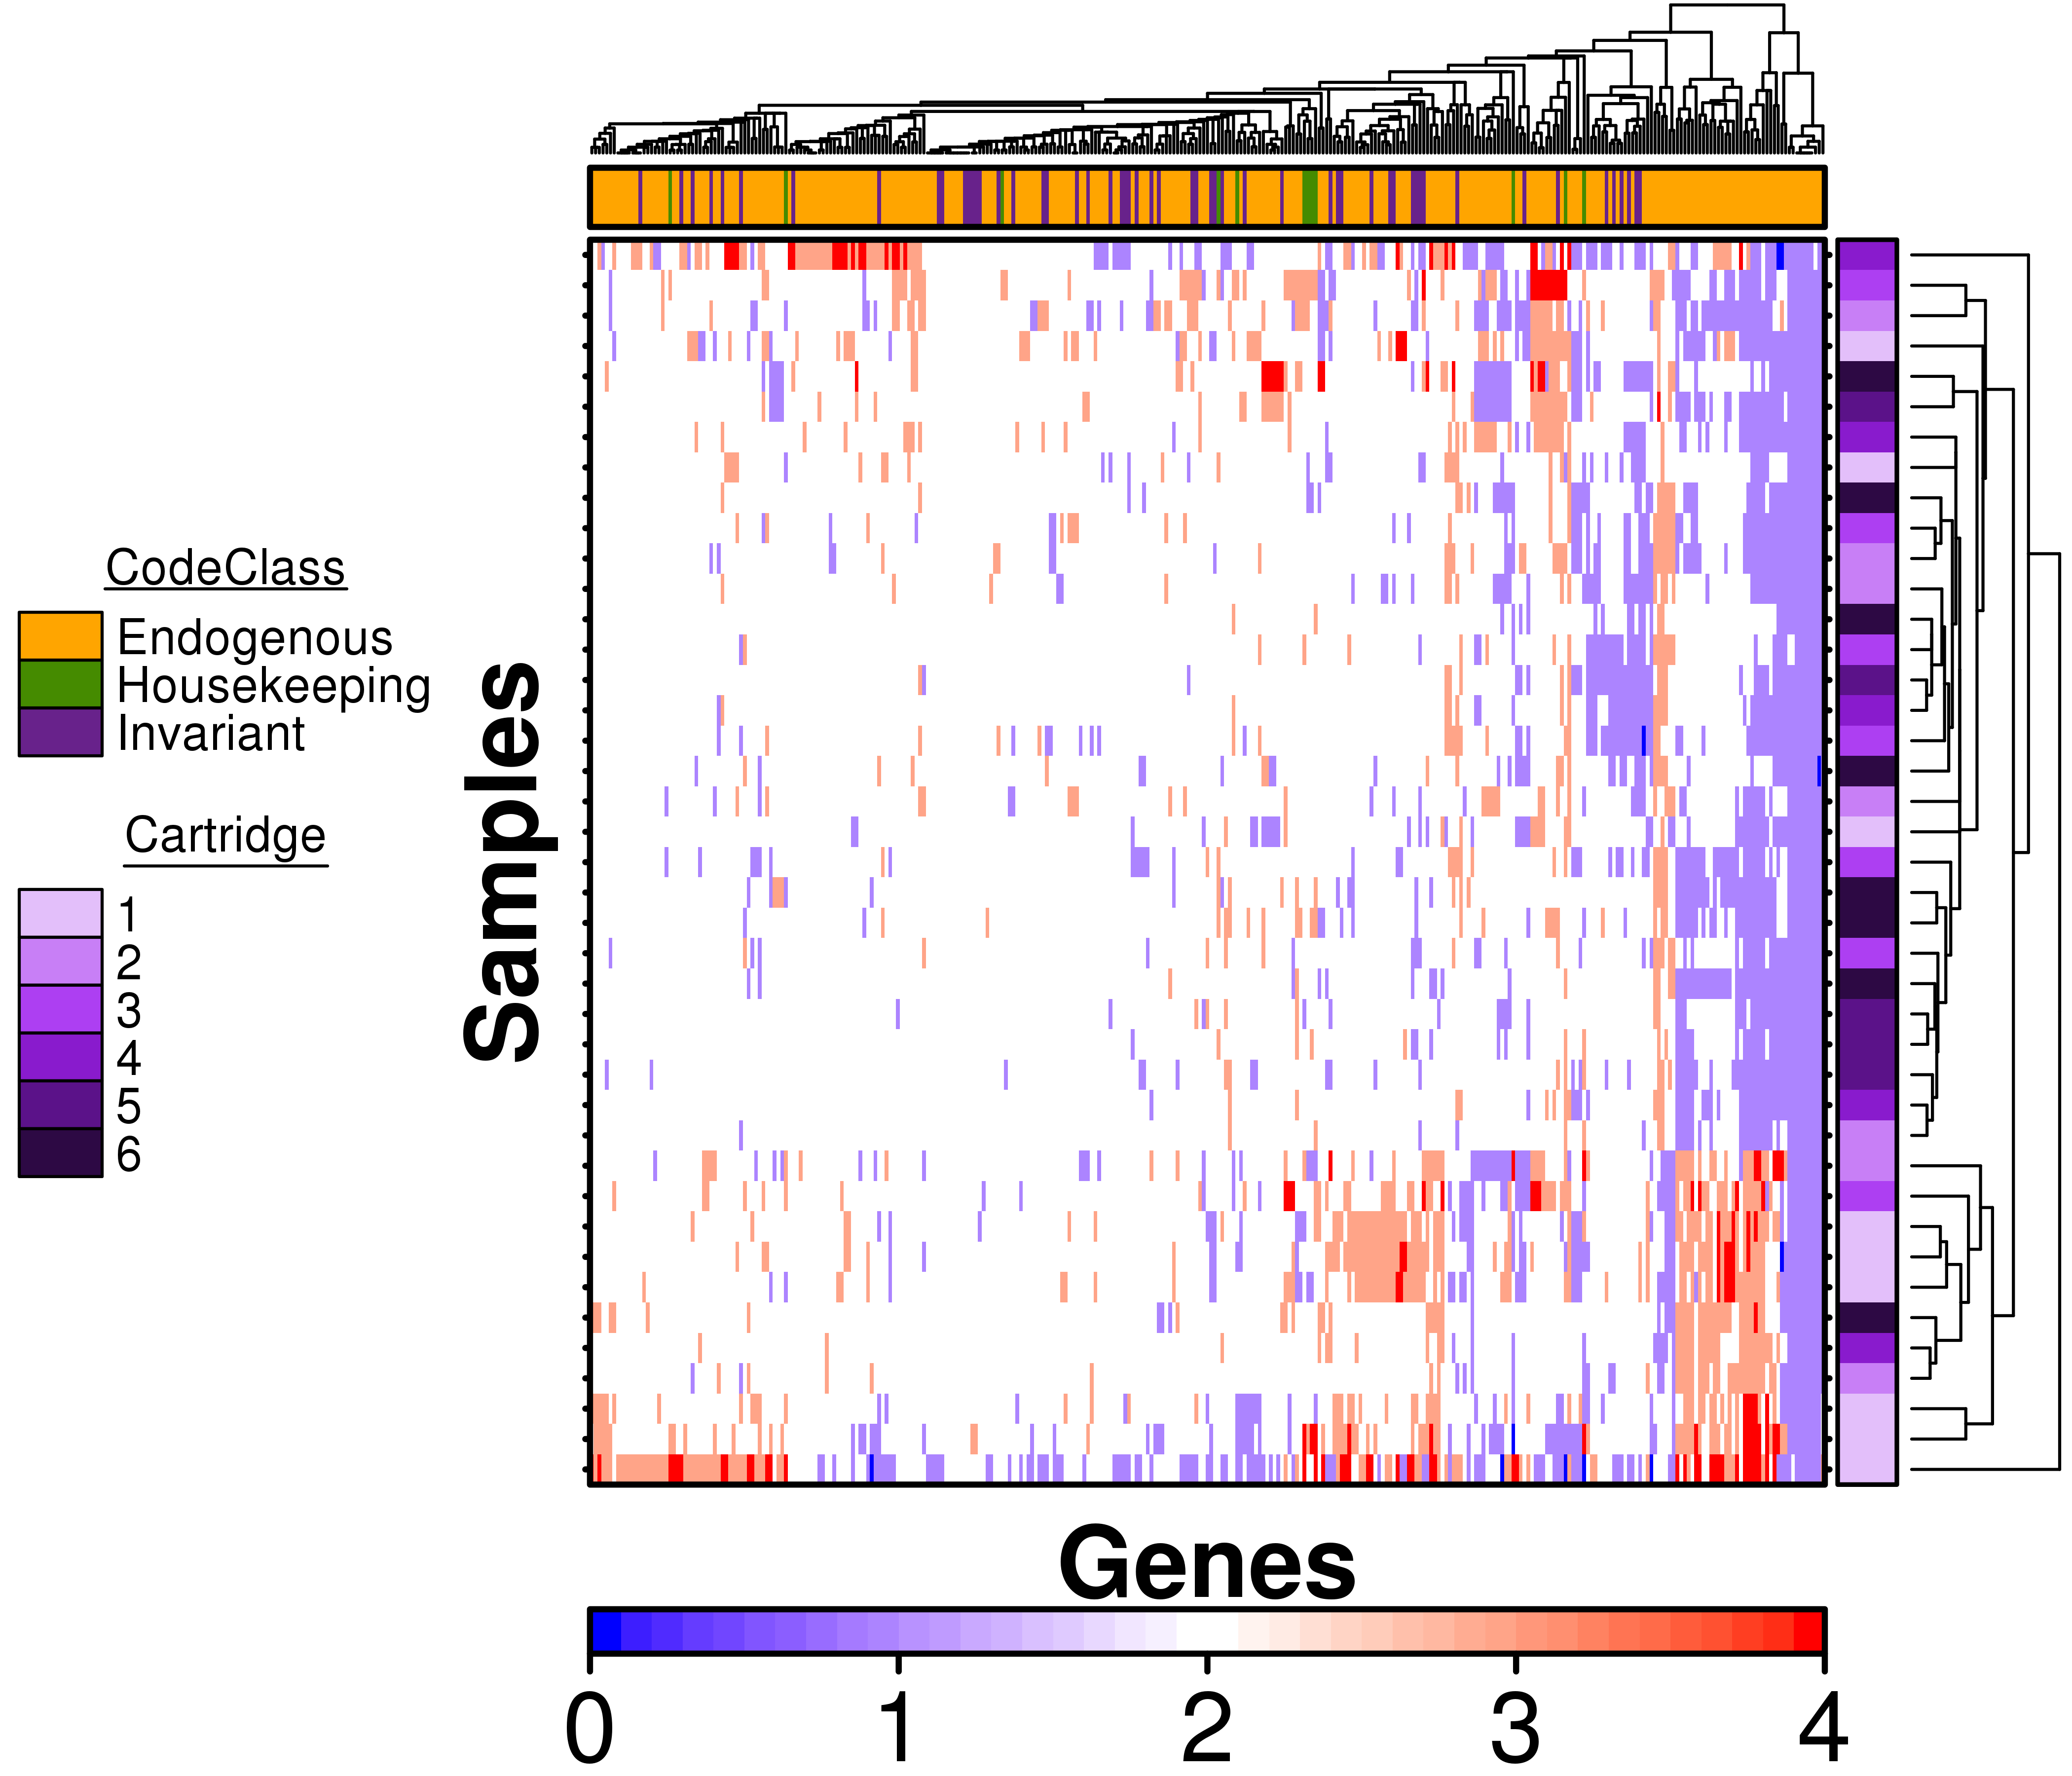 CodeClass
Endogenous
Housekeeping
Invariant
Cartridge
1
2
3
4
5
6
Samples
Genes
0 1 2 3 4